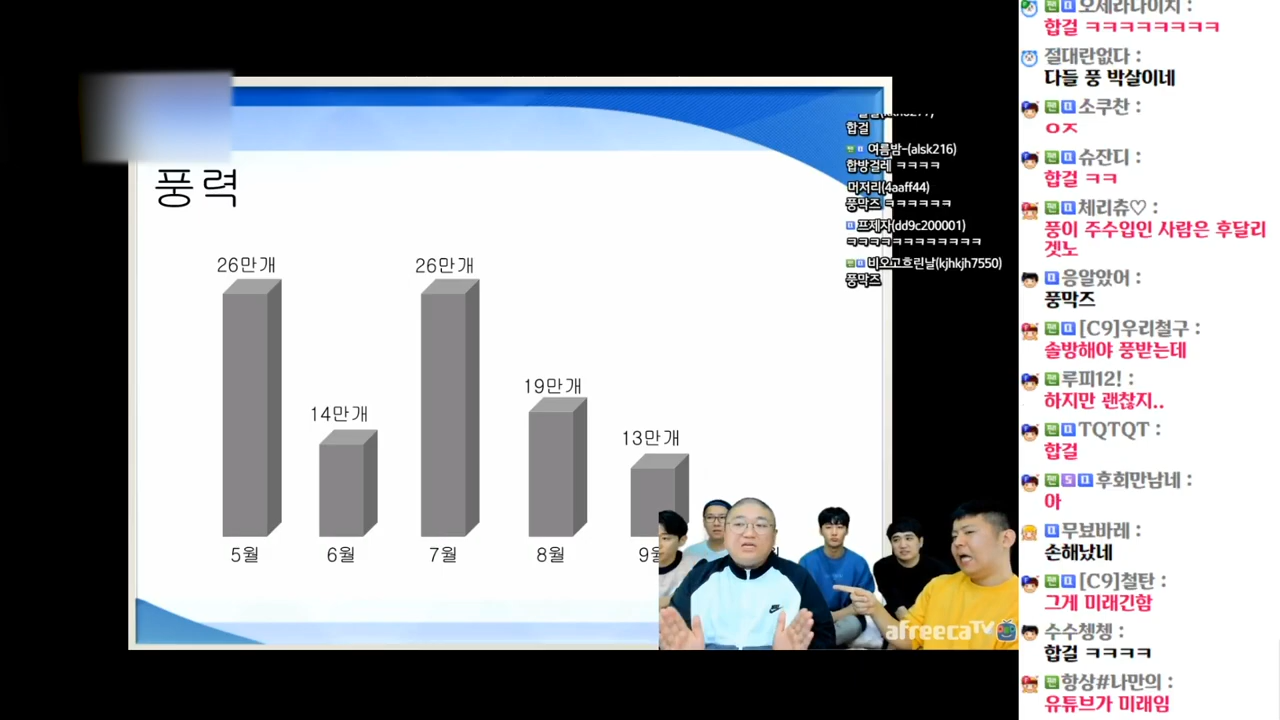 풍력
26만개
14만개
26만개
19만개
13만개
5월
6월
7월
8월
9월
합걸
여름밤-(alsk216)
합방걸레 ㅋㅋㅋㅋ
머저리(4aaff44)
풍막즈 ㅋㅋㅋㅋㅋㅋ
프제자(dd9c200001)
ㅋㅋㅋㅋㅋㅋㅋㅋㅋㅋㅋㅋ
비오고흐린날(kjhkjh7550)
풍막즈
afreecaTV
오세라나이치 :
합걸 ㅋㅋㅋㅋㅋㅋㅋㅋ
절대란없다 :
다들 풍 박살이네
소쿠찬 :
ㅇㅈ
슈잔디 :
합걸 ㅋㅋ
체리츄♡ :
풍이 주수입인 사람은 후달리
겟노
응알았어 :
풍막즈
[C9]우리철구 :
솔방해야 풍받는데
루피12! :
하지만 괜찮지..
TQTQT :
합걸
후회만남네 :
아
무뵤바레 :
손해났네
[C9]철탄 :
그게 미래긴함
수수쳉쳉 :
합걸 ㅋㅋㅋㅋ
항상#나만의 :
유튜브가 미래임